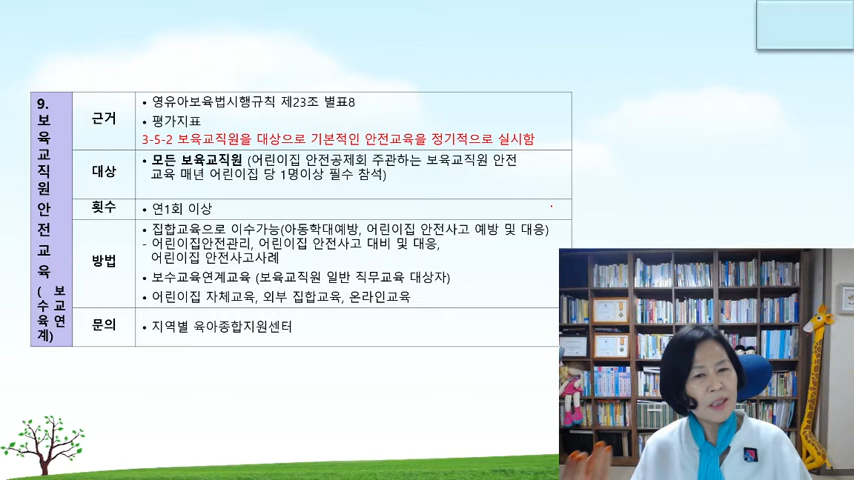 9.
보
육
교
직
원
안
전
교
육
( 보
수 교
육 연
계)
근거
• 영유아보육법시행규칙 제23조 별표8
• 평가지표
3-5-2 보육교직원을 대상으로 기본적인 안전교육을 정기적으로 실시함
대상
• 모든 보육교직원 (어린이집 안전공제회 주관하는 보육교직원 안전
교육 매년 어린이집 당 1명이상 필수 참석)
횟수
• 연1회 이상
방법
• 집합교육으로 이수가능(아동학대예방, 어린이집 안전사고 예방 및 대응)
- 어린이집안전관리, 어린이집 안전사고 대비 및 대응,
어린이집 안전사고사례
• 보수교육연계교육 (보육교직원 일반 직무교육 대상자)
• 어린이집 자체교육, 외부 집합교육, 온라인교육
문의
• 지역별 육아종합지원센터